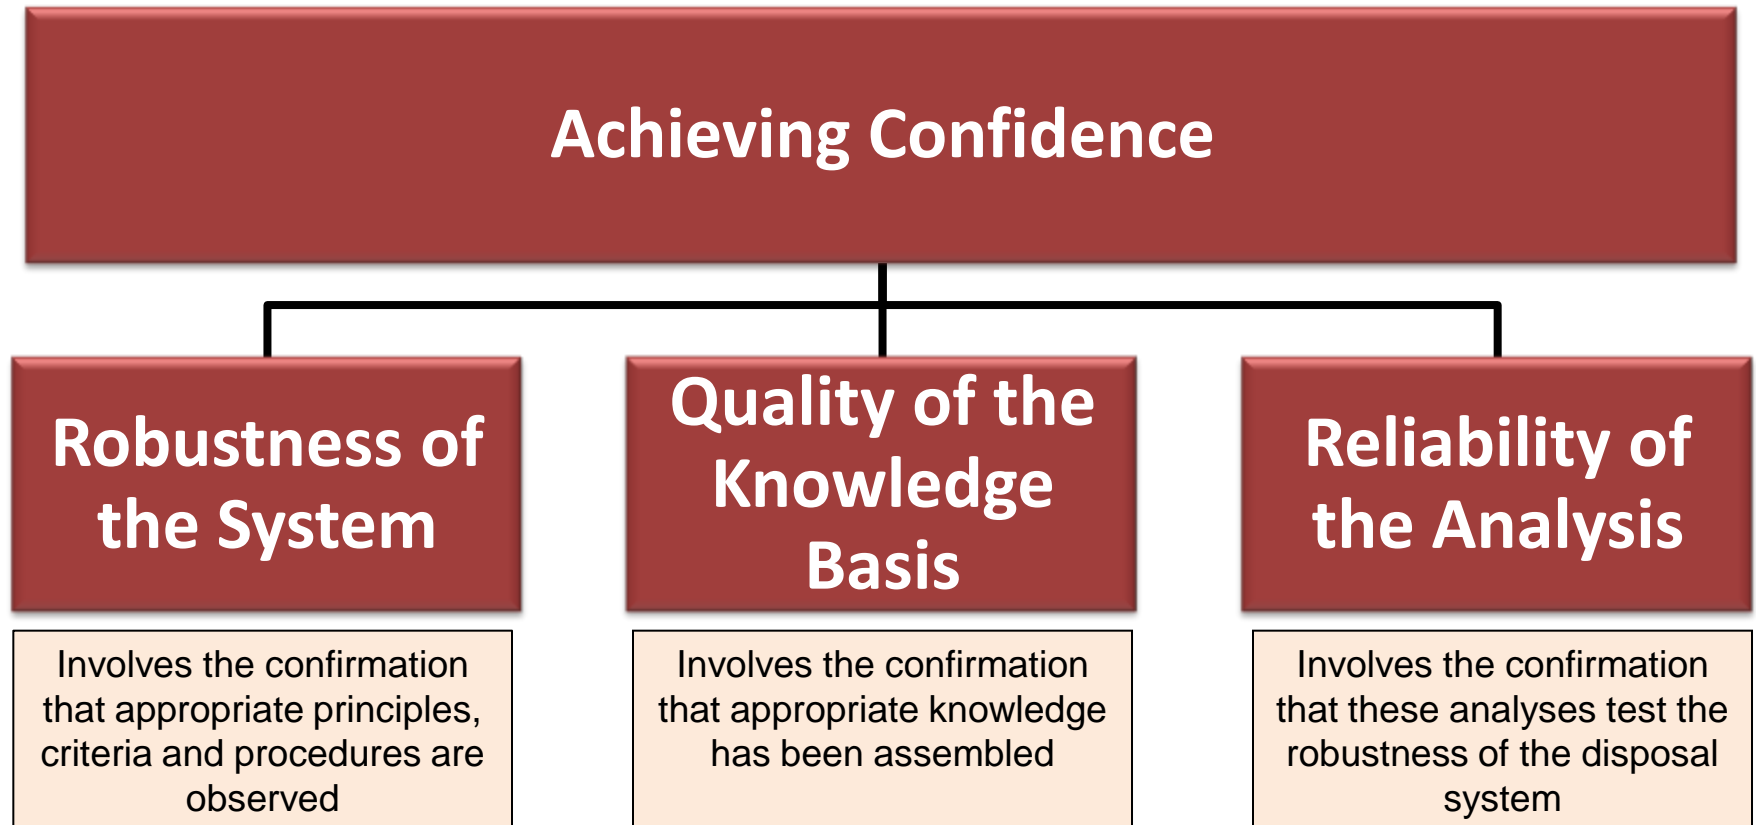 Achieving Confidence
Robustness of
the System
Quality of the
Knowledge
Basis
Reliability of
the Analysis
Involves the confirmation
that appropriate principles,
criteria and procedures are
observed
Involves the confirmation
that appropriate knowledge
has been assembled
Involves the confirmation
that these analyses test the
robustness of the disposal
system